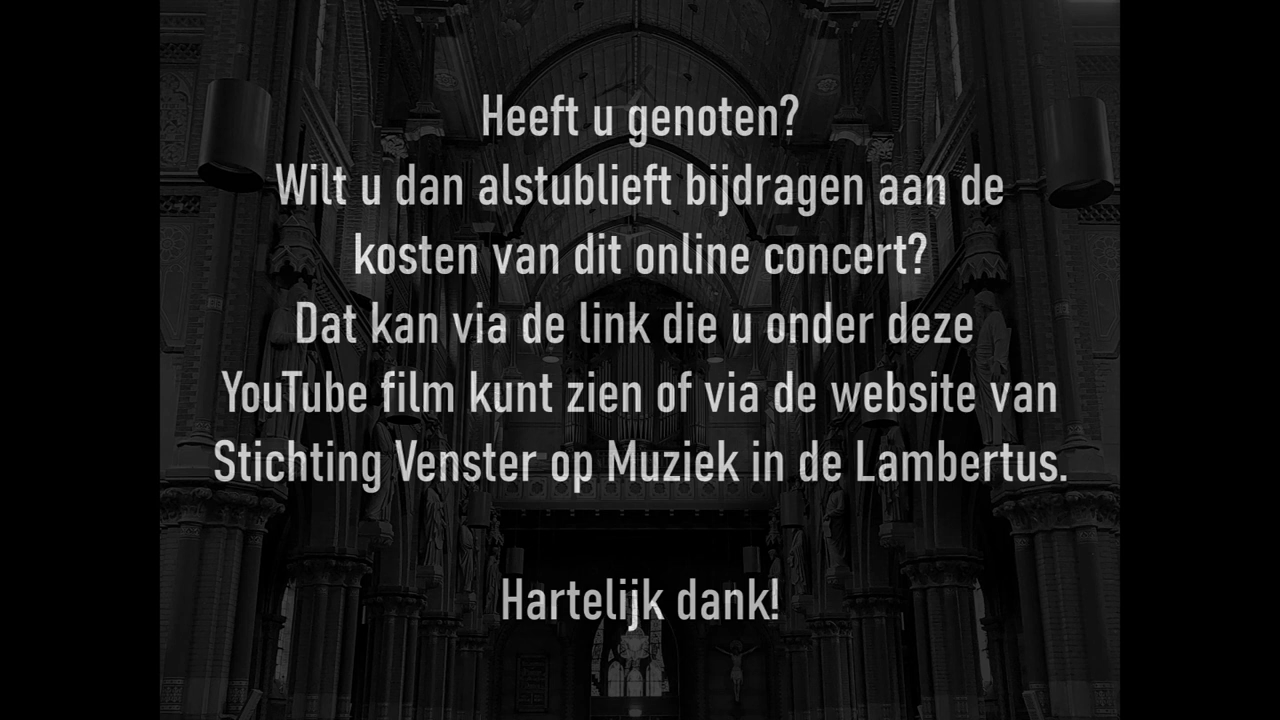 Heeft u genoten?
Wilt u dan alstublieft bijdragen aan de
kosten van dit online concert?
Dat kan via de link die u onder deze
YouTube film kunt zien of via de website van
Stichting Venster op Muziek in de Lambertus.
Hartelijk dank!